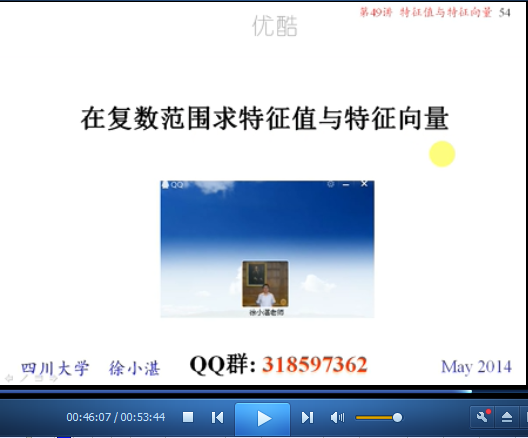 第49讲 特征值与特征向量 54
优酷
在复数范围求特征值与特征向量
QQ
徐小湛老师
四川大学 徐小湛 QQ群: 318597362 May 2014
00:46:07 / 00:53:44